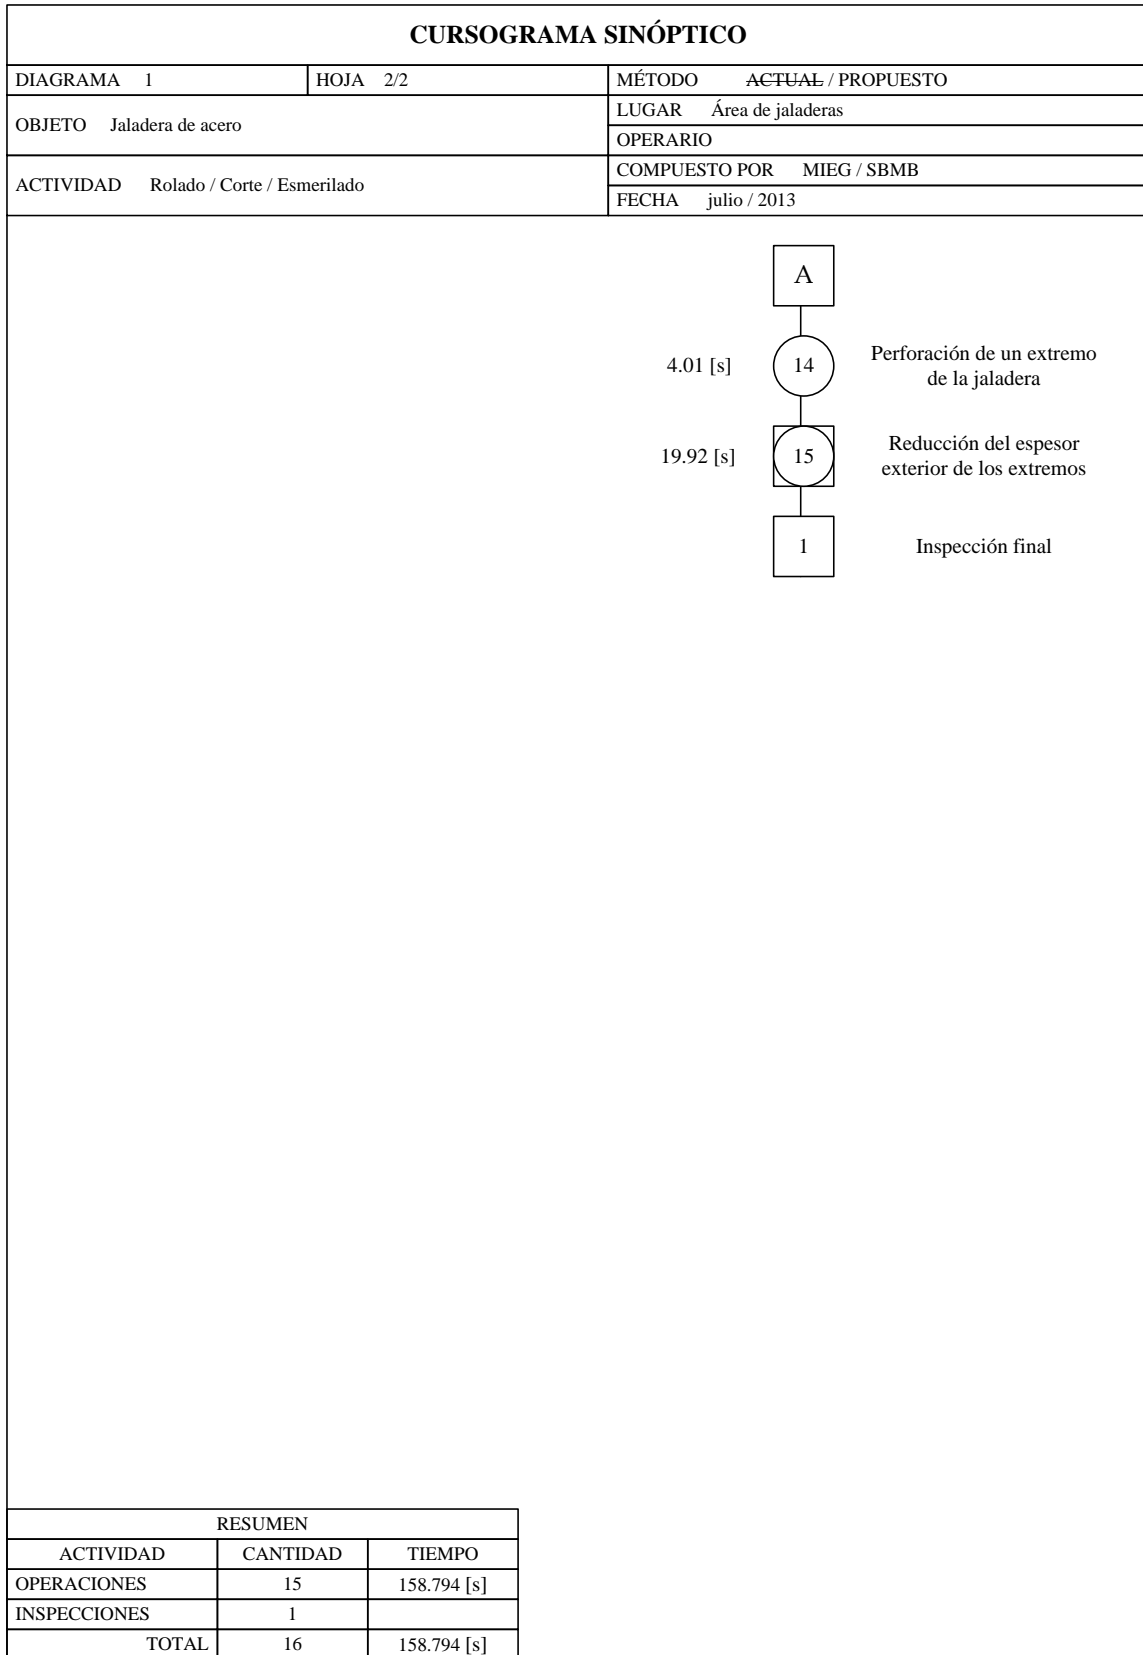 CURSOGRAMA SINÓPTICO
DIAGRAMA 1
HOJA 2/2
MÉTODO ACTUAL / PROPUESTO
OBJETO Jaladera de acero
LUGAR Área de jaladeras
OPERARIO
ACTIVIDAD Rolado / Corte / Esmerilado
COMPUESTO POR MIEG / SBMB
FECHA julio / 2013
A
4.01 [s]
14
Perforación de un extremo
de la jaladera
19.92 [s]
15
Reducción del espesor
exterior de los extremos
1
Inspección final
RESUMEN
ACTIVIDAD CANTIDAD TIEMPO
OPERACIONES 15 158.794 [s]
INSPECCIONES 1
TOTAL 16 158.794 [s]